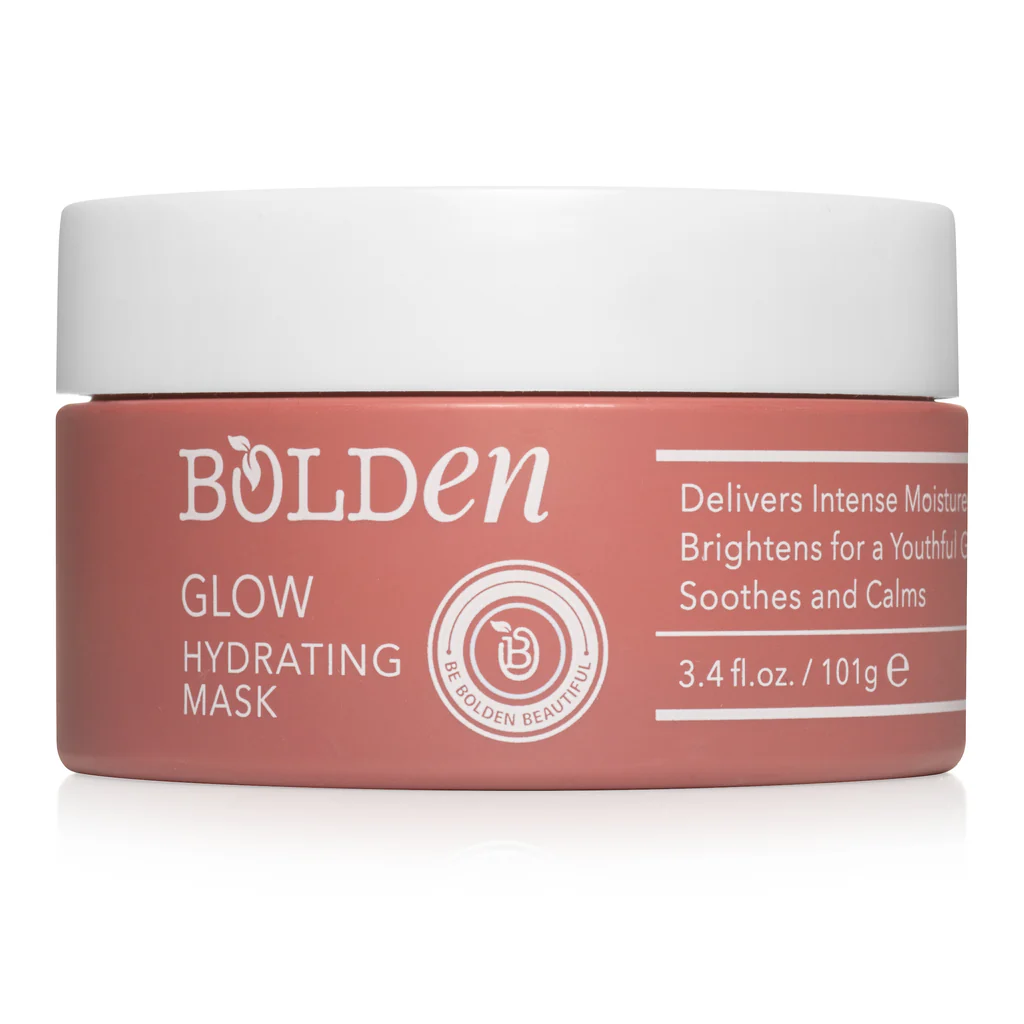 BOLDen
GLOW
HYDRATING
MASK
B
BE BOLDEN BEAUTIFUL
Delivers Intense Moisture
Brightens for a Youthful
Soothes and Calms
3.4 fl.oz. / 101g ℮